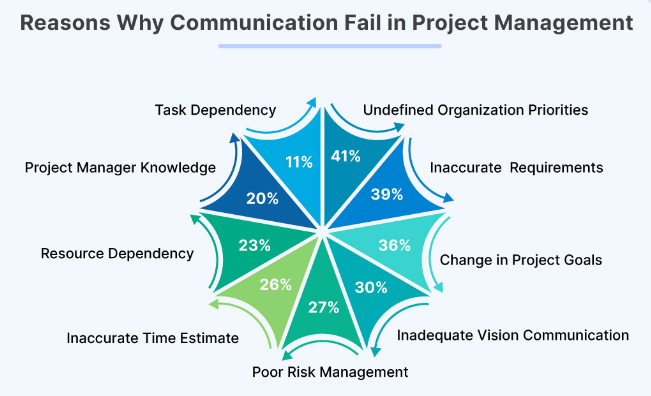 Reasons Why Communication Fail in Project Management
Task Dependency
Undefined Organization Priorities
11%
41%
Project Manager Knowledge
Inaccurate Requirements
20%
39%
Resource Dependency
23%
36%
Change in Project Goals
26%
30%
27%
Inaccurate Time Estimate
Inadequate Vision Communication
Poor Risk Management